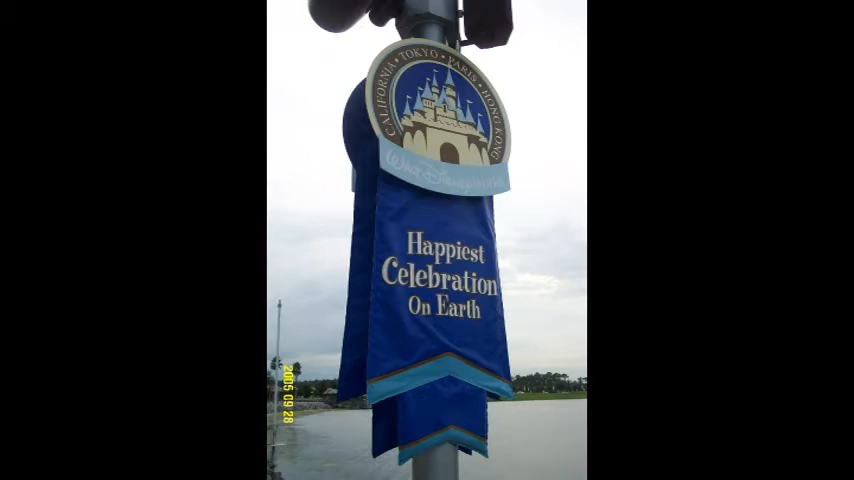 CALIFORNIA • TOKYO • PARIS • HONG KONG
Walt Disney World
Happiest
Celebration
On Earth
2005 09 28